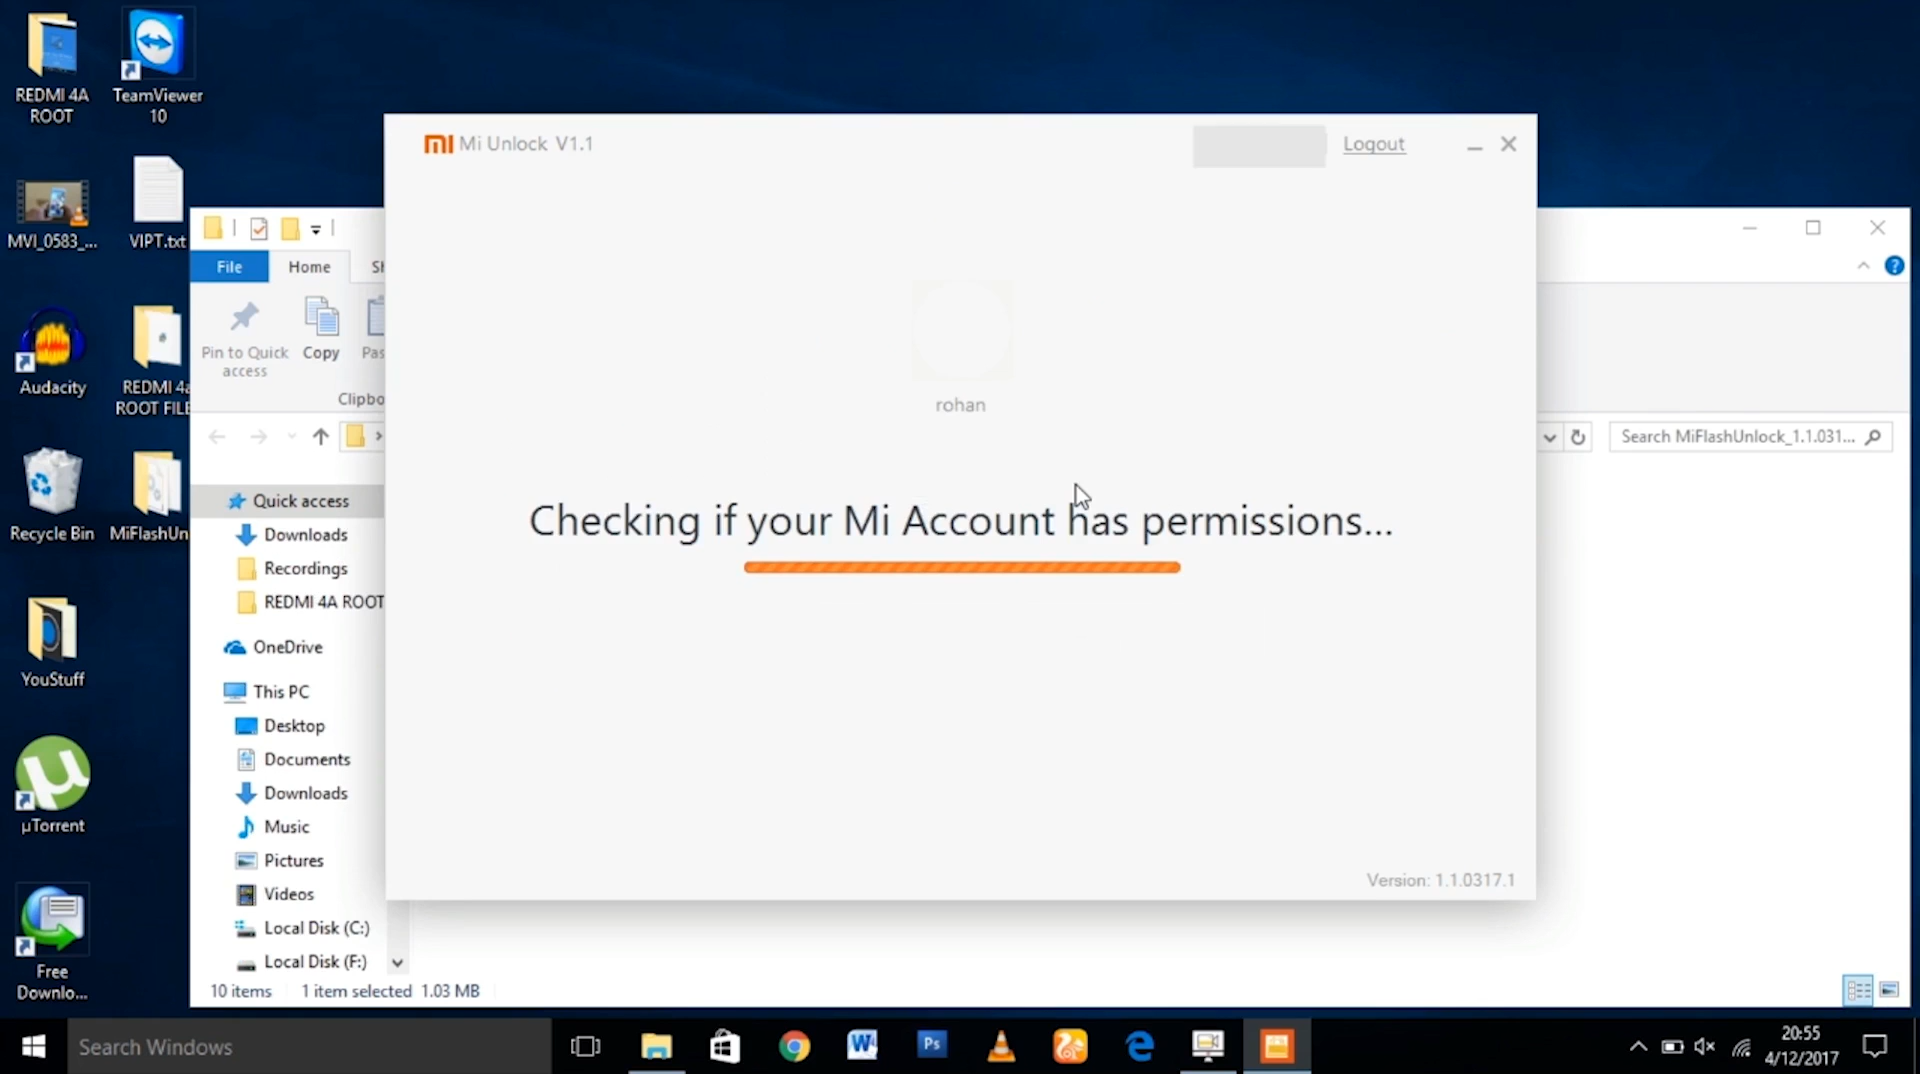 REDMI 4A
ROOT
TeamViewer
10
MVI_0583_...
VIPT.txt
Audacity
REDMI 4a
ROOT FILE
Recycle Bin
MiFlashUn
YouStuff
µTorrent
Free
Downlo...
File
Home
Sh
Pin to Quick
access
Copy
Pas
Clipbo
Search MiFlashUnlock_1.1.031...
Quick access
Downloads
Recordings
REDMI 4A ROOT
OneDrive
This PC
Desktop
Documents
Downloads
Music
Pictures
Videos
Local Disk (C:)
Local Disk (F:)
10 items
1 item selected 1.03 MB
Mi Unlock V1.1
Logout
rohan
Checking if your Mi Account has permissions...
Version: 1.1.0317.1
Search Windows
Ps
20:55
4/12/2017